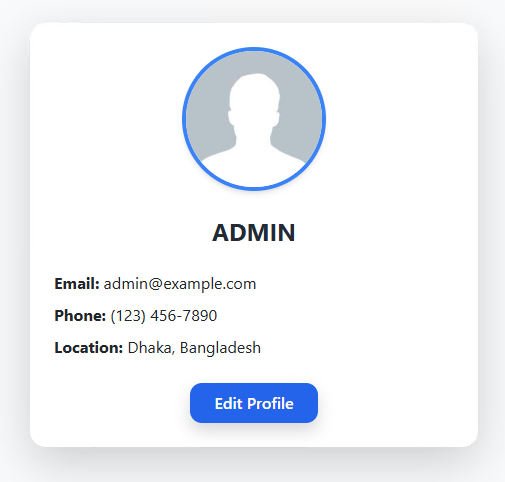 ADMIN
Email: admin@example.com
Phone: (123) 456-7890
Location: Dhaka, Bangladesh
Edit Profile